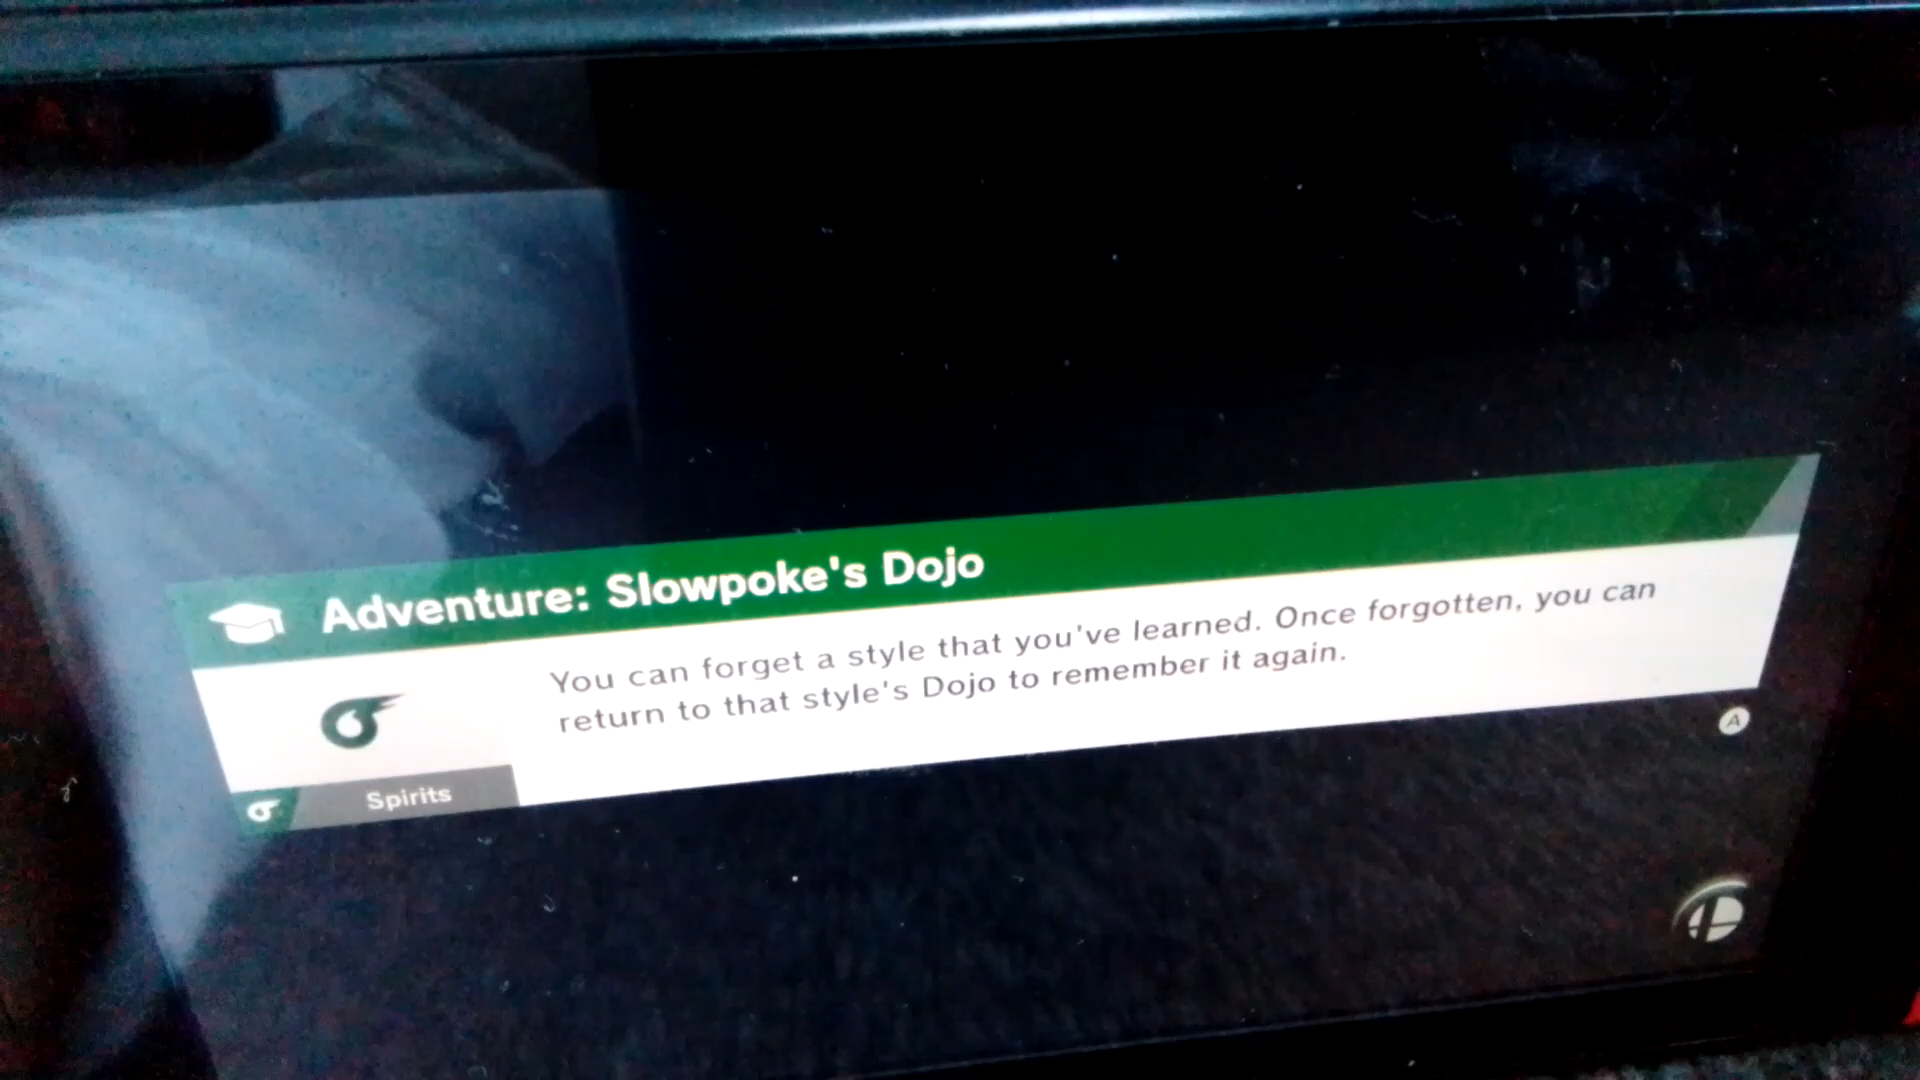 Adventure: Slowpoke's Dojo
You can forget a style that you've learned. Once forgotten, you can
return to that style's Dojo to remember it again.
Spirits
A